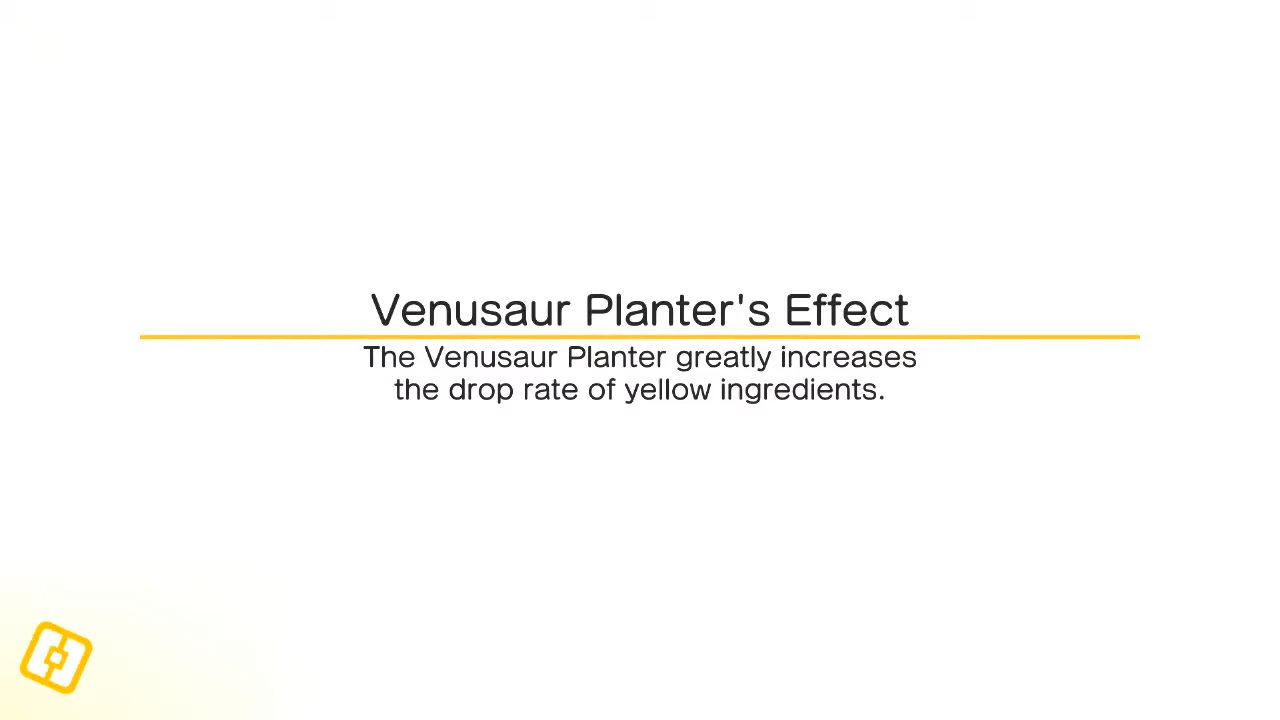 Venusaur Planter's Effect
The Venusaur Planter greatly increases
the drop rate of yellow ingredients.